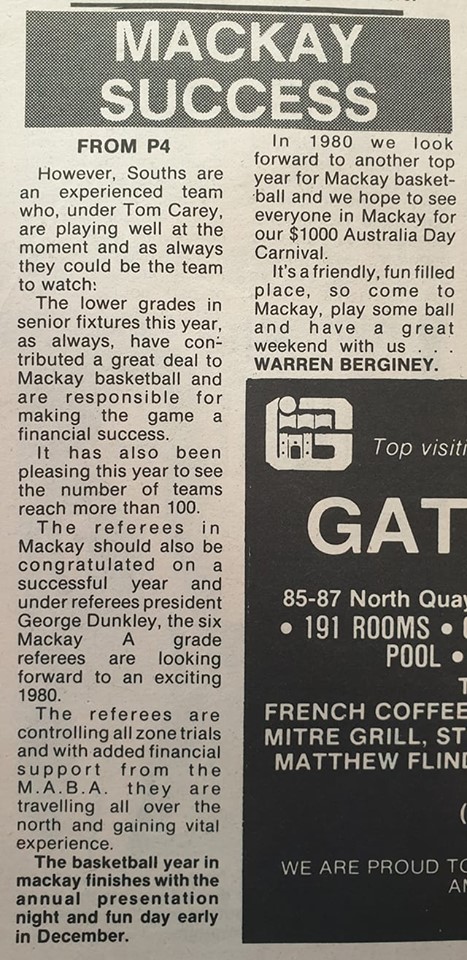 MACKAY
SUCCESS
FROM P4
However, Souths are
an experienced team
who, under Tom Carey,
are playing well at the
moment and as always
they could be the team
to watch:
The lower grades in
senior fixtures this year,
as always, have con-
tributed a great deal to
Mackay basketball and
are responsible for
making the game a
financial success.
It has also been
pleasing this year to see
the number of teams
reach more than 100.
The referees in
Mackay should also be
congratulated on a
successful year and
under referees president
George Dunkley, the six
Mackay A grade
referees are looking
forward to an exciting
1980.
The referees are
controlling all zone trials
and with added financial
support from the
M.A.B.A. they are
travelling all over the
north and gaining vital
experience.
The basketball year in
mackay finishes with the
annual presentation
night and fun day early
in December.
In 1980 we look
forward to another top
year for Mackay basket-
ball and we hope to see
everyone in Mackay for
our $1000 Australia Day
Carnival.
It's a friendly, fun filled
place, so come to
Mackay, play some ball
and have a great
weekend with us . . .
WARREN BERGINEY.
Top visiti
GAT
85-87 North Quay
• 191 ROOMS •
POOL •
FRENCH COFFEE
MITRE GRILL, ST
MATTHEW FLIND
WE ARE PROUD TO